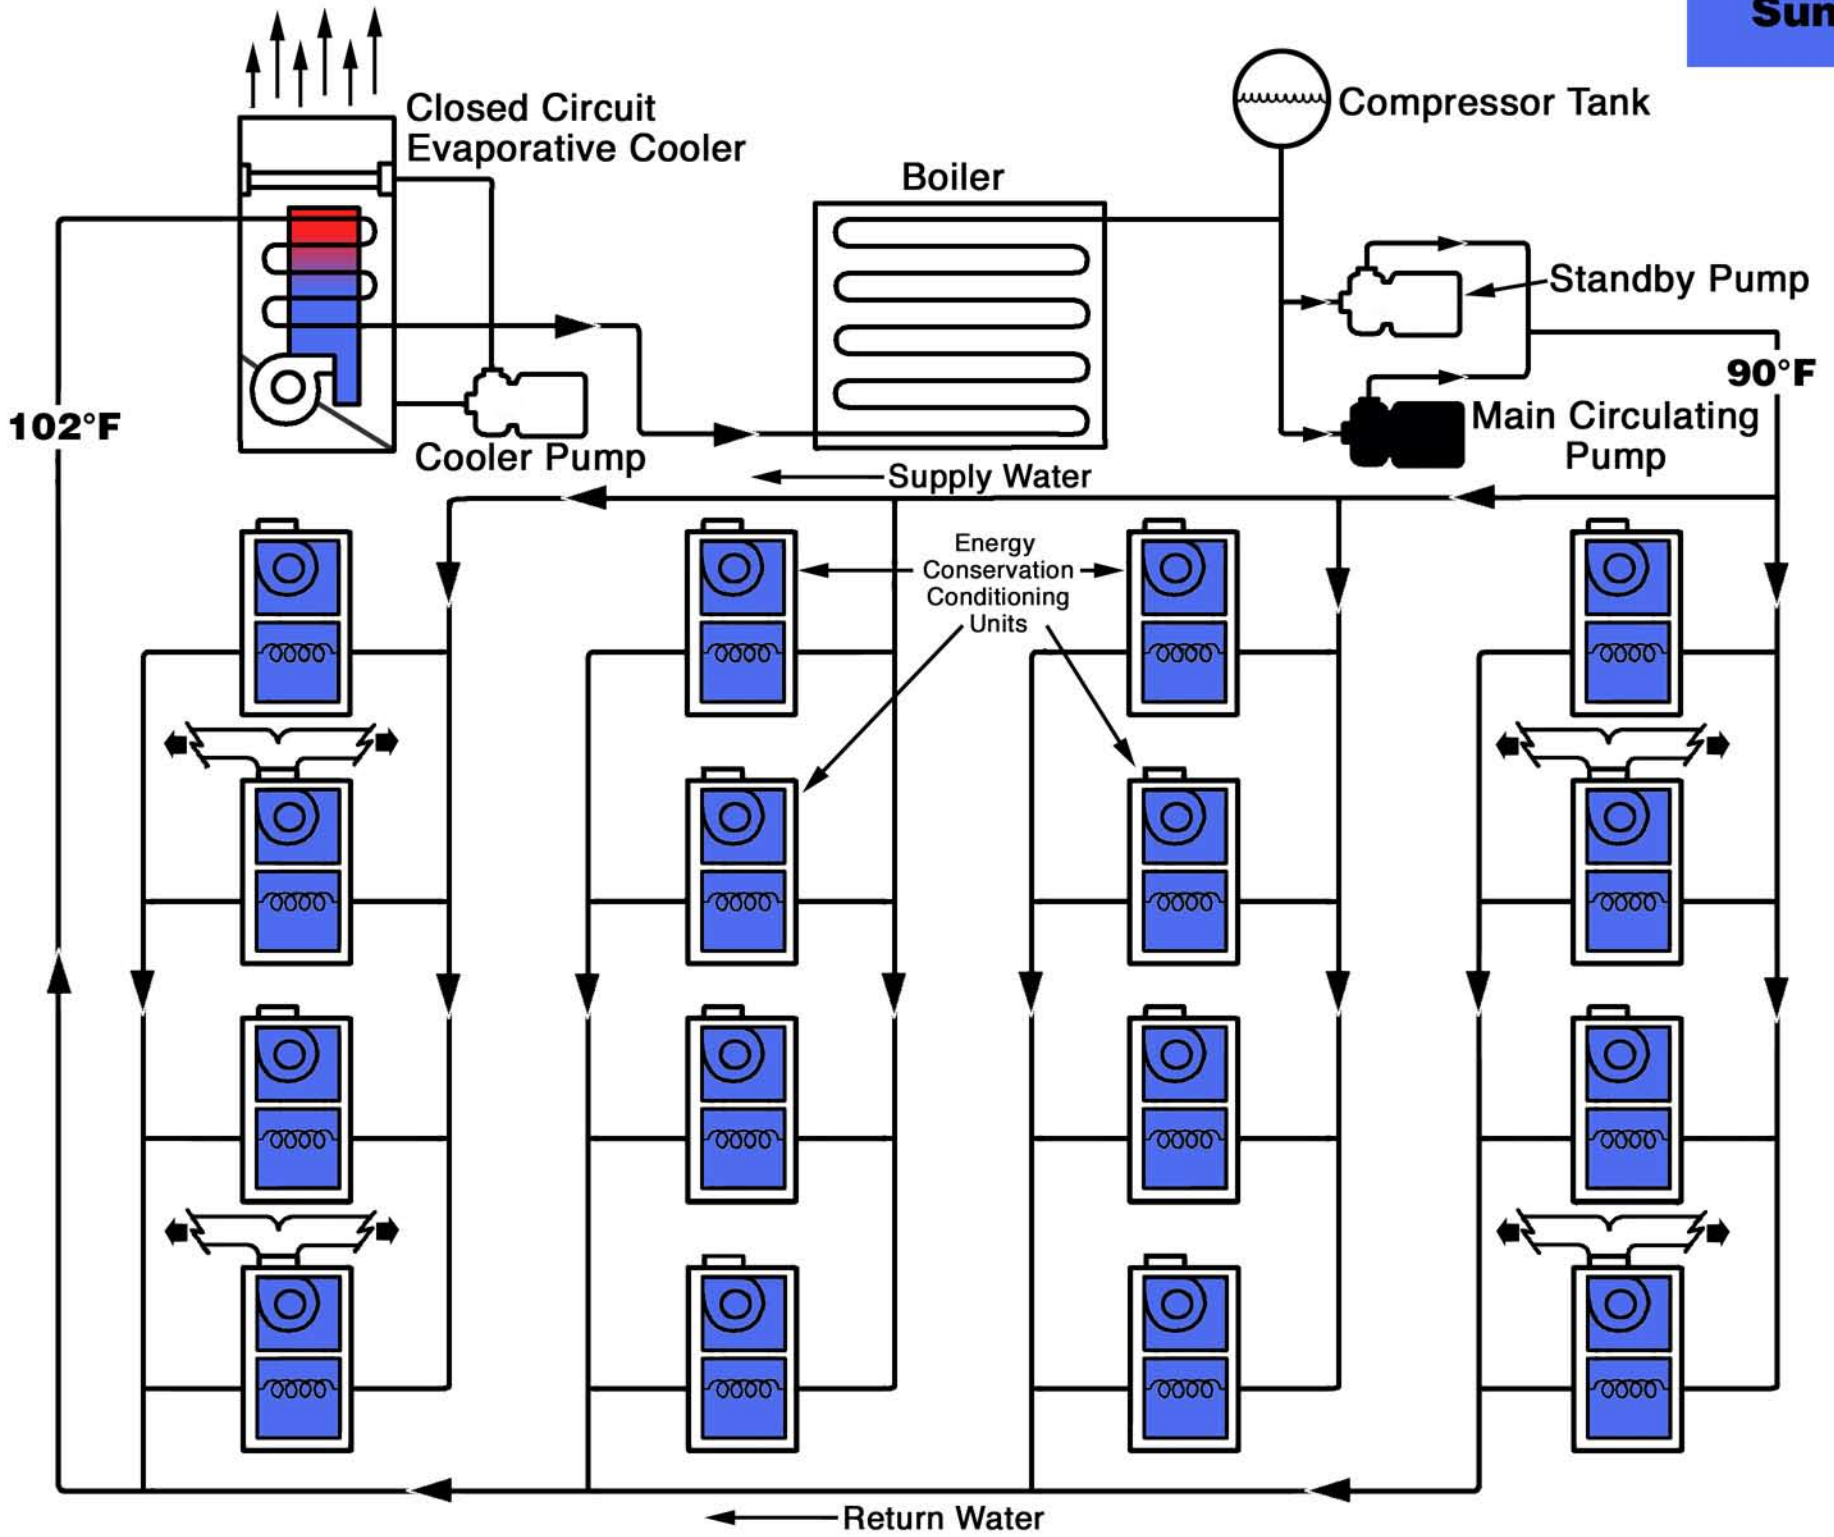 Closed Circuit
Evaporative Cooler
Compressor Tank
Boiler
Standby Pump
90°F
102°F
Main Circulating
Pump
Cooler Pump
Supply Water
Energy
Conservation
Conditioning
Units
Return Water